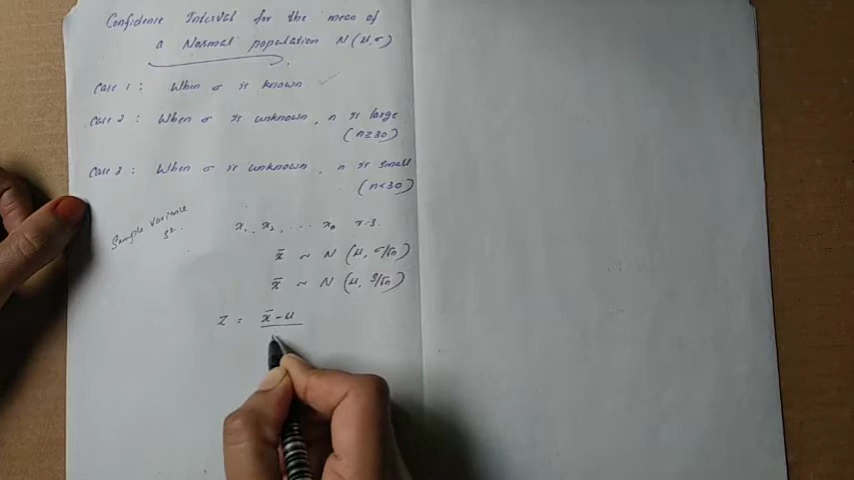 Confidence Interval for the mean of
a Normal population N(μ,σ)
Case 1 : When σ is known
Case 2 : When σ is unknown, n is large
(n≥30)
Case 3 : When σ is unknown, n is small
(n<30)
Sample variance
s²
x₁, x₂, ... xₙ r.s.
x̄ ~ N (μ, σ/√n)
x̄ ~ N (μ, s/√n)
Z = x̄-μ